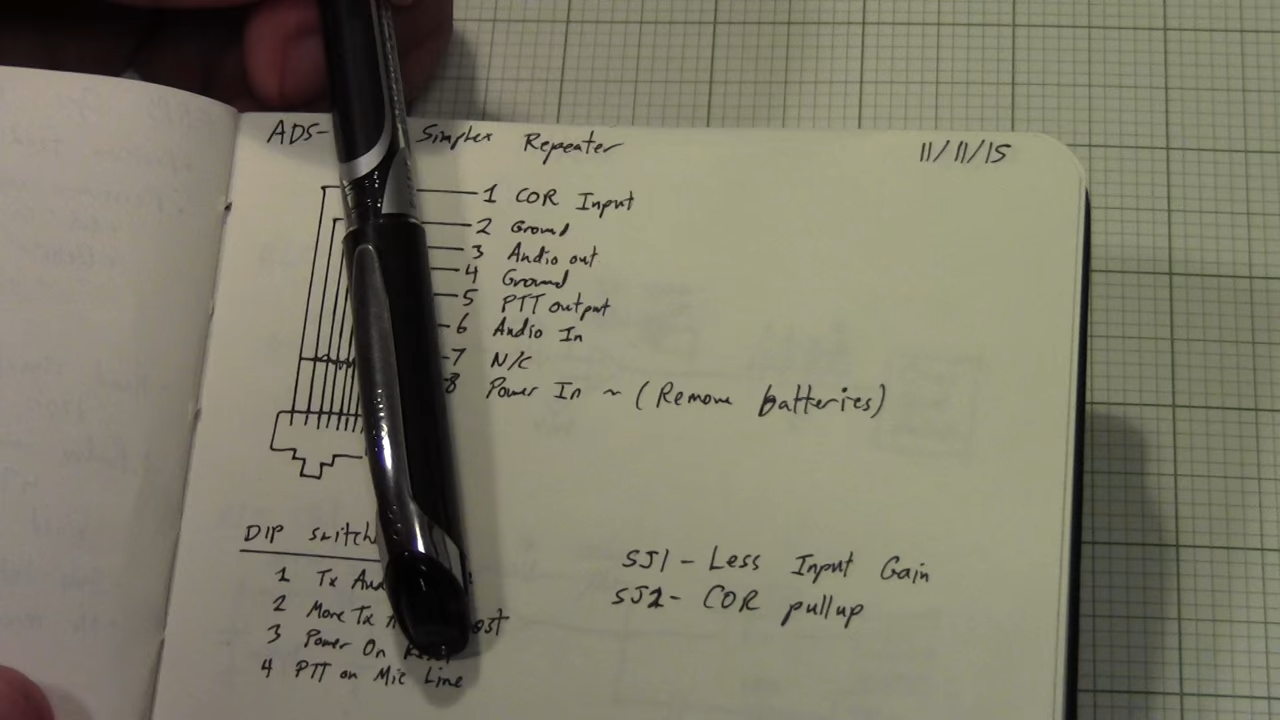 ADS- Simplex Repeater
11/11/15
1 COR Input
2 Ground
3 Audio out
4 Ground
5 PTT output
6 Audio In
7 N/C
8 Power In ~ (Remove batteries)
DIP switch
1 Tx
2 More Tx
3 Power On
4 PTT on Mic Line
SJ1 - Less Input Gain
SJ2 - COR pullup